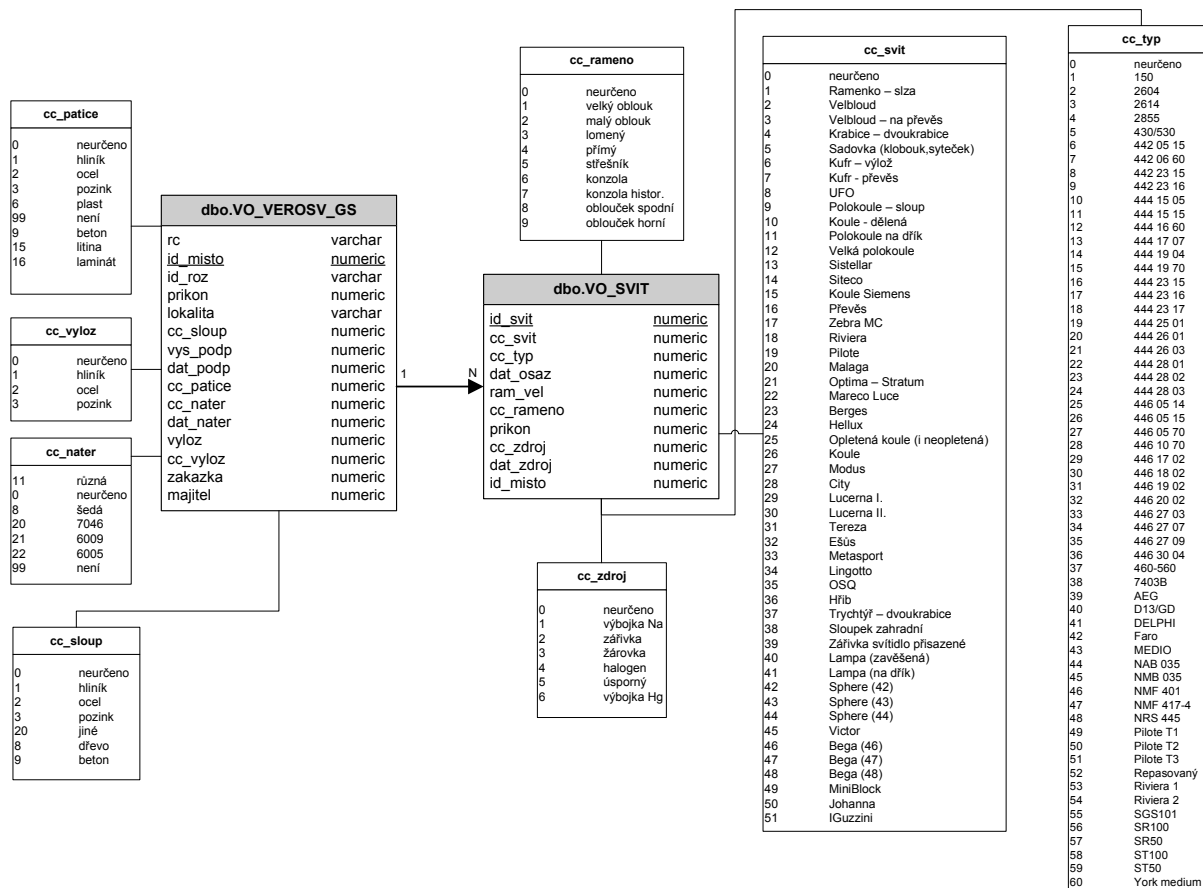 cc_patice
0 neurčeno
1 hliník
2 ocel
3 pozink
6 plast
99 není
9 beton
15 litina
16 laminát
cc_vyloz
0 neurčeno
1 hliník
2 ocel
3 pozink
cc_nater
11 různá
0 neurčeno
8 šedá
20 7046
21 6009
22 6005
99 není
cc_sloup
0 neurčeno
1 hliník
2 ocel
3 pozink
20 jiné
8 dřevo
9 beton
dbo.VO_VEROSV_GS
rc varchar
id_misto numeric
id_roz varchar
prikon numeric
lokalita varchar
cc_sloup numeric
vys_podp numeric
dat_podp numeric
cc_patice numeric
cc_nater numeric
dat_nater numeric
vyloz numeric
cc_vyloz numeric
zakazka numeric
majitel numeric
1 N
cc_rameno
0 neurčeno
1 velký oblouk
2 malý oblouk
3 lomený
4 přímý
5 střešník
6 konzola
7 konzola histor.
8 oblouček spodní
9 oblouček horní
dbo.VO_SVIT
id_svit numeric
cc_svit numeric
cc_typ numeric
dat_osaz numeric
ram_vel numeric
cc_rameno numeric
prikon numeric
cc_zdroj numeric
dat_zdroj numeric
id_misto numeric
cc_zdroj
0 neurčeno
1 výbojka Na
2 zářivka
3 žárovka
4 halogen
5 úsporný
6 výbojka Hg
cc_svit
0 neurčeno
1 Ramenko – slza
2 Velbloud
3 Velbloud – na převěs
4 Krabice – dvoukrabice
5 Sadovka (klobouk,syteček)
6 Kufr – výlož
7 Kufr - převěs
8 UFO
9 Polokoule – sloup
10 Koule - dělená
11 Polokoule na dřík
12 Velká polokoule
13 Sistellar
14 Siteco
15 Koule Siemens
16 Převěs
17 Zebra MC
18 Riviera
19 Pilote
20 Malaga
21 Optima – Stratum
22 Mareco Luce
23 Berges
24 Hellux
25 Opletená koule (i neopletená)
26 Koule
27 Modus
28 City
29 Lucerna I.
30 Lucerna II.
31 Tereza
32 Ešůs
33 Metasport
34 Lingotto
35 OSQ
36 Hřib
37 Trychtýř – dvoukrabice
38 Sloupek zahradní
39 Zářivka svítidlo přisazené
40 Lampa (zavěšená)
41 Lampa (na dřík)
42 Sphere (42)
43 Sphere (43)
44 Sphere (44)
45 Victor
46 Bega (46)
47 Bega (47)
48 Bega (48)
49 MiniBlock
50 Johanna
51 IGuzzini
cc_typ
0 neurčeno
1 150
2 2604
3 2614
4 2855
5 430/530
6 442 05 15
7 442 06 60
8 442 23 15
9 442 23 16
10 444 15 05
11 444 15 15
12 444 16 60
13 444 17 07
14 444 19 04
15 444 19 70
16 444 23 15
17 444 23 16
18 444 23 17
19 444 25 01
20 444 26 01
21 444 26 03
22 444 28 01
23 444 28 02
24 444 28 03
25 446 05 14
26 446 05 15
27 446 05 70
28 446 10 70
29 446 17 02
30 446 18 02
31 446 19 02
32 446 20 02
33 446 27 03
34 446 27 07
35 446 27 09
36 446 30 04
37 460-560
38 7403B
39 AEG
40 D13/GD
41 DELPHI
42 Faro
43 MEDIO
44 NAB 035
45 NMB 035
46 NMF 401
47 NMF 417-4
48 NRS 445
49 Pilote T1
50 Pilote T2
51 Pilote T3
52 Repasovaný
53 Riviera 1
54 Riviera 2
55 SGS101
56 SR100
57 SR50
58 ST100
59 ST50
60 York medium